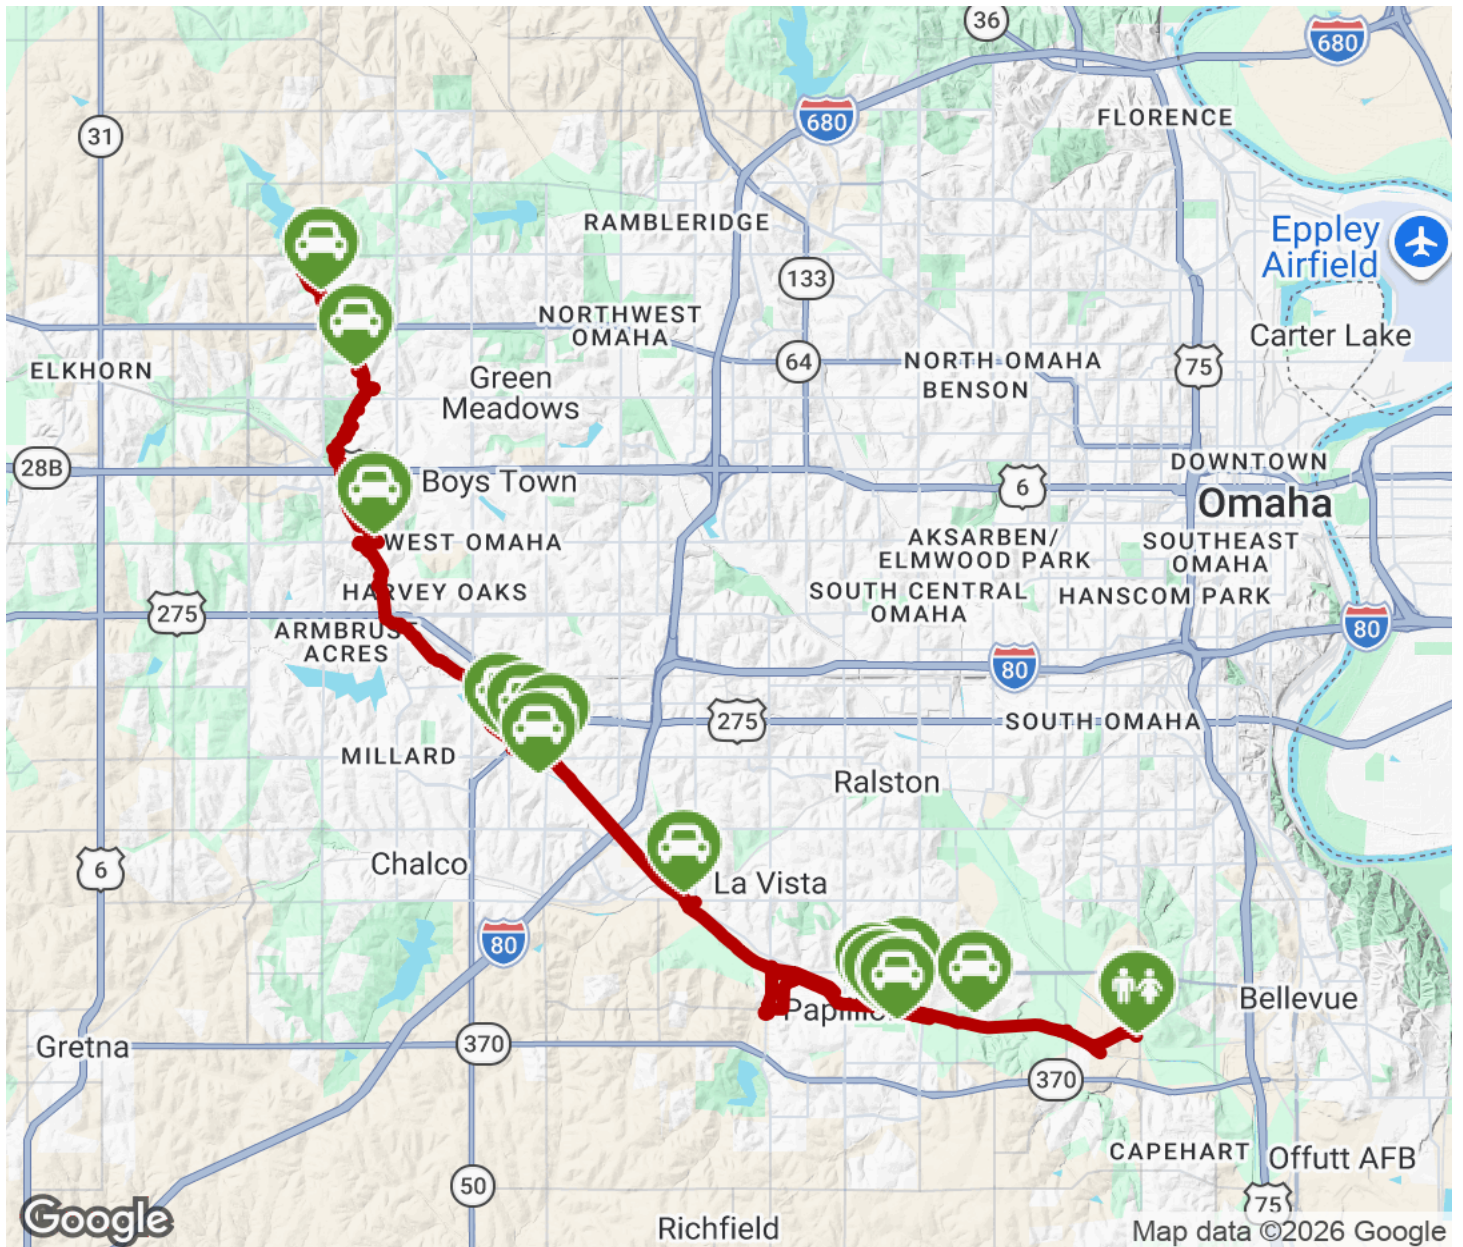 36
680
680
FLORENCE
31
RAMBLERIDGE
Eppley
Airfield
133
NORTHWEST
OMAHA
Carter Lake
ELKHORN
64
NORTH OMAHA
75
Green
Meadows
BENSON
28B
Boys Town
DOWNTOWN
6
Omaha
WEST OMAHA
AKSARBEN/
ELMWOOD PARK
SOUTHEAST
OMAHA
HARVEY OAKS
SOUTH CENTRAL
OMAHA
HANSCOM PARK
275
ARMBRUST
ACRES
80
80
275
SOUTH OMAHA
MILLARD
Ralston
Chalco
6
La Vista
80
Bellevue
Gretna
370
370
CAPEHART
Offutt AFB
50
75
Google
Richfield
Map data ©2026 Google